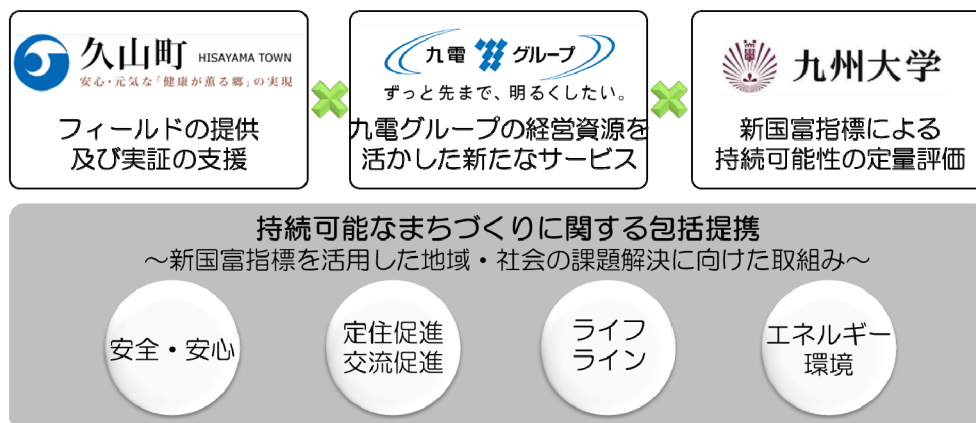 久山町 HISAYAMA TOWN
安心・元気な「健康が薫る郷」の実現
フィールドの提供
及び実証の支援
九電グループ
ずっと先まで、明るくしたい。
九電グループの経営資源を
活かした新たなサービス
九州大学
新国富指標による
持続可能性の定量評価
持続可能なまちづくりに関する包括提携
～新国富指標を活用した地域・社会の課題解決に向けた取組み～
安全・安心
定住促進
交流促進
ライフ
ライン
エネルギー
環境